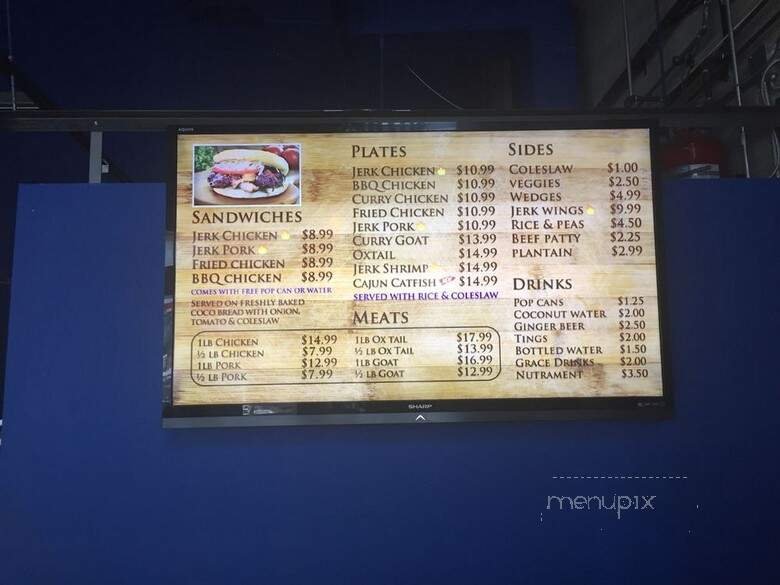 AQUOS
SANDWICHES
JERK CHICKEN $8.99
JERK PORK $8.99
FRIED CHICKEN $8.99
BBQ CHICKEN $8.99
COMES WITH FREE POP CAN OR WATER
SERVED ON FRESHLY BAKED
COCO BREAD WITH ONION,
TOMATO & COLESLAW
PLATES
JERK CHICKEN $10.99
BBQ CHICKEN $10.99
CURRY CHICKEN $10.99
FRIED CHICKEN $10.99
JERK PORK $10.99
CURRY GOAT $13.99
OXTAIL $14.99
JERK SHRIMP $14.99
CAJUN CATFISH $14.99
SERVED WITH RICE & COLESLAW
MEATS
1LB CHICKEN $14.99
½ LB CHICKEN $7.99
1LB PORK $12.99
½ LB PORK $7.99
1LB OX TAIL $17.99
½ LB OX TAIL $13.99
1LB GOAT $16.99
½ LB GOAT $12.99
SIDES
COLESLAW $1.00
VEGGIES $2.50
WEDGES $4.99
JERK WINGS $9.99
RICE & PEAS $4.50
BEEF PATTY $2.25
PLANTAIN $2.99
DRINKS
POP CANS $1.25
COCONUT WATER $2.00
GINGER BEER $2.50
TINGS $2.00
BOTTLED WATER $1.50
GRACE DRINKS $2.00
NUTRAMENT $3.50
SHARP
menupix